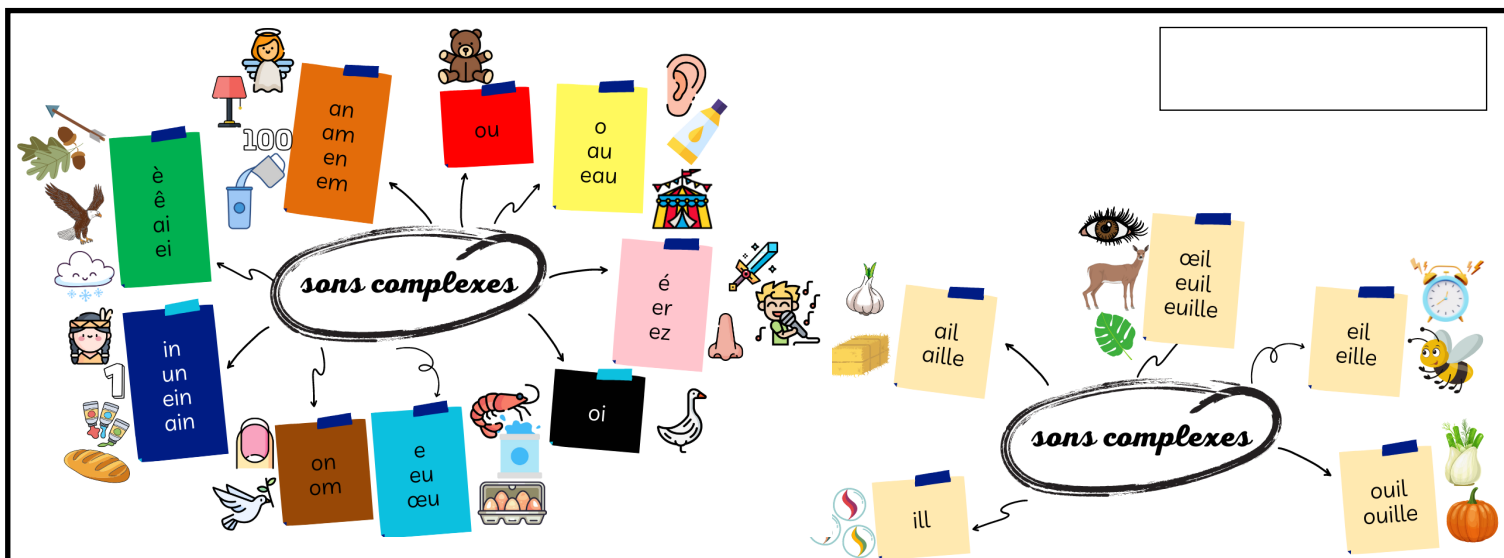 an
am
en
em
100
ou
o
au
eau
è
ê
ai
ei
sons complexes
é
er
ez
in
un
ein
ain
1
on
om
e
eu
œu
oi
œil
euil
euille
ail
aille
eil
eille
sons complexes
ouil
ouille
ill